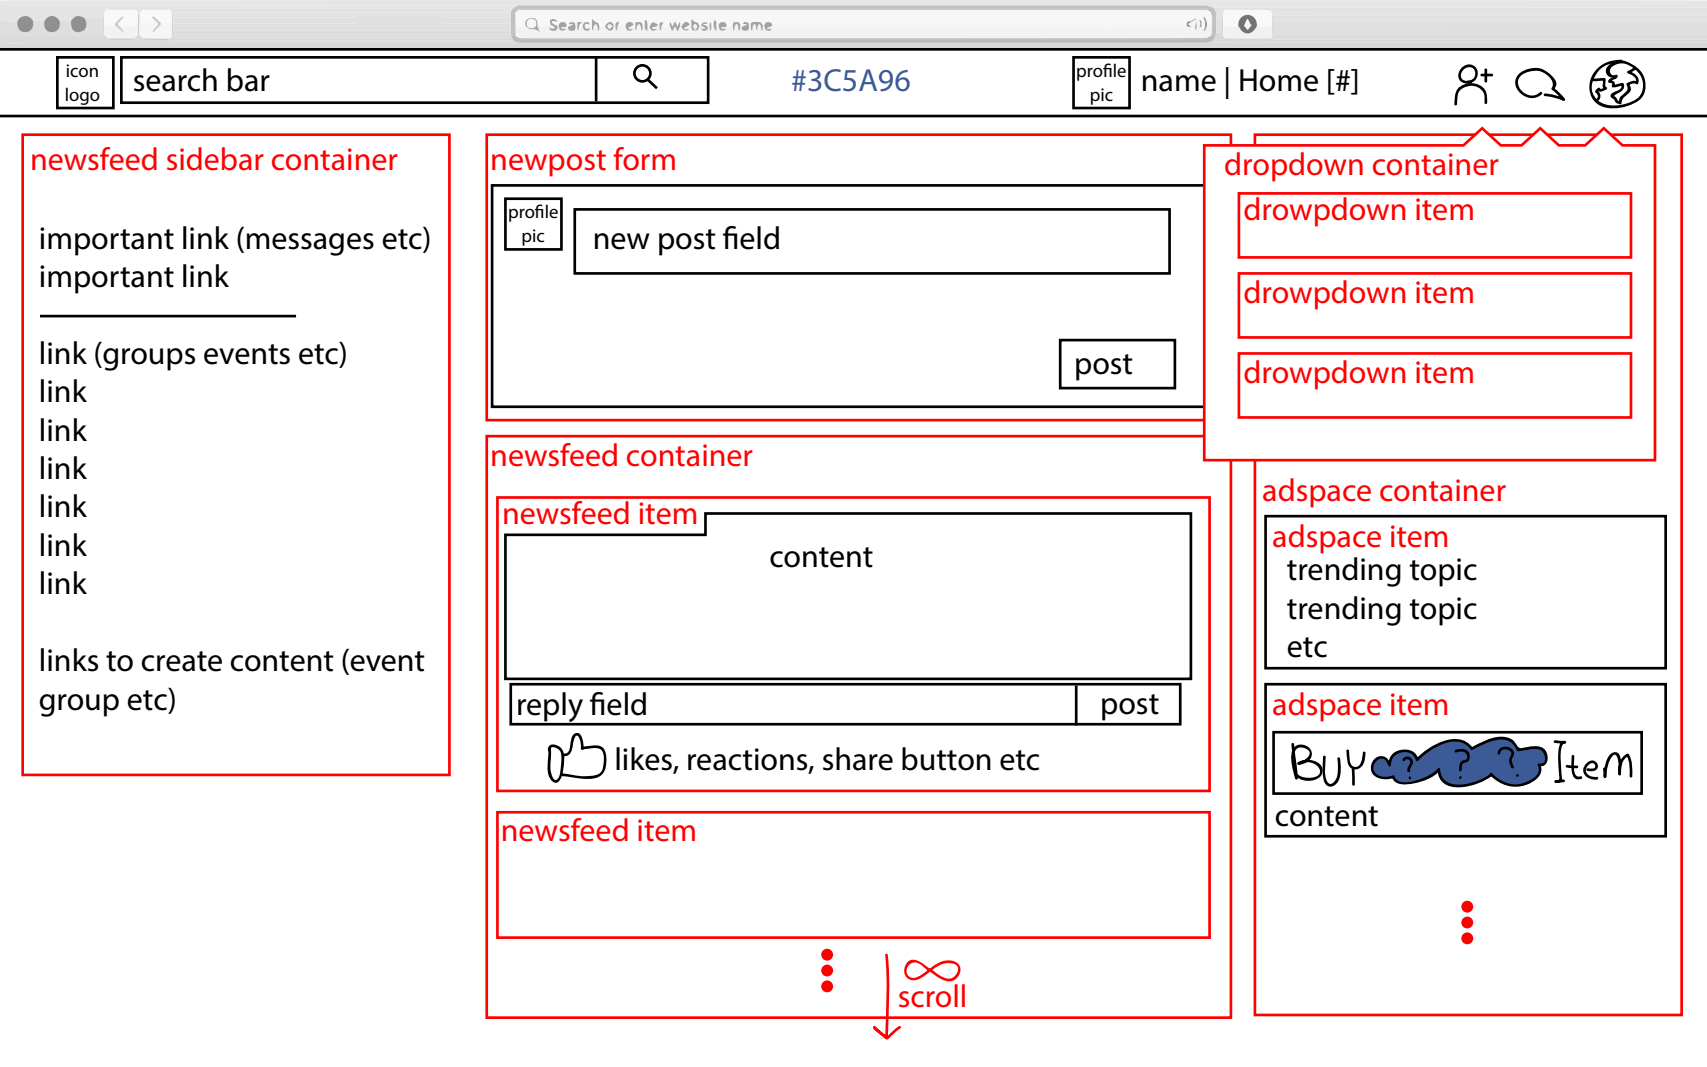 Search or enter website name
icon
logo
search bar
#3C5A96
profile
pic
name | Home [#]
newsfeed sidebar container
important link (messages etc)
important link
link (groups events etc)
link
link
link
link
link
link
links to create content (event
group etc)
newpost form
profile
pic
new post field
post
newsfeed container
newsfeed item
content
reply field
post
likes, reactions, share button etc
newsfeed item
∞
scroll
dropdown container
drowpdown item
drowpdown item
drowpdown item
adspace container
adspace item
trending topic
trending topic
etc
adspace item
BUY ? ? ? Item
content